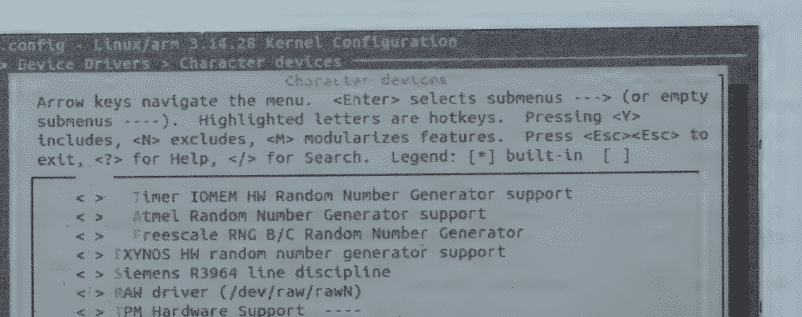 .config - Linux/arm 3.14.28 Kernel Configuration
> Device Drivers > Character devices
Character devices
Arrow keys navigate the menu.  <Enter> selects submenus ---> (or empty
submenus ----).  Highlighted letters are hotkeys.  Pressing <Y>
includes, <N> excludes, <M> modularizes features.  Press <Esc><Esc> to
exit, <?> for Help, </> for Search.  Legend: [*] built-in  [ ]
< >   Timer IOMEM HW Random Number Generator support
< >   Atmel Random Number Generator support
< >   Freescale RNG B/C Random Number Generator
< > EXYNOS HW random number generator support
< > Siemens R3964 line discipline
< > RAW driver (/dev/raw/rawN)
< > TPM Hardware Support  ----